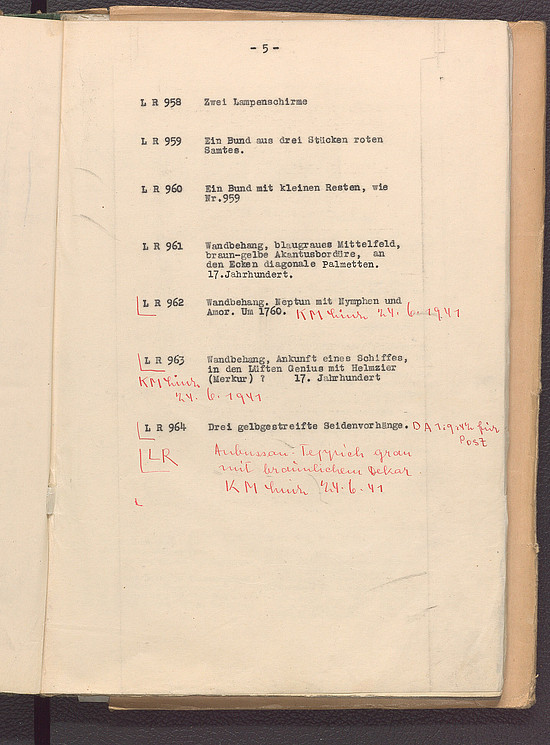 - 5 -
L R 958 Zwei Lampenschirme
L R 959 Ein Bund aus drei Stücken roten
Samtes.
L R 960 Ein Bund mit kleinen Resten, wie
Nr.959
L R 961 Wandbehang, blaugraues Mittelfeld,
braun-gelbe Akantusbordüre, an
den Ecken diagonale Palmetten.
17.Jahrhundert.
L R 962 Wandbehang. Neptun mit Nymphen und
Amor. Um 1760. KM Linz 24. 6. 1941
L R 963 Wandbehang, Ankunft eines Schiffes,
in den Lüften Genius mit Helmzier
KM Linz (Merkur) ? 17. Jahrhundert
24. 6. 1941
L R 964 Drei gelbgestreifte Seidenvorhänge. D A 1.9.42 für
Post
LR Aubussan-Teppich grau
mit bräunlichem Dekor
KM Linz 24.6.41